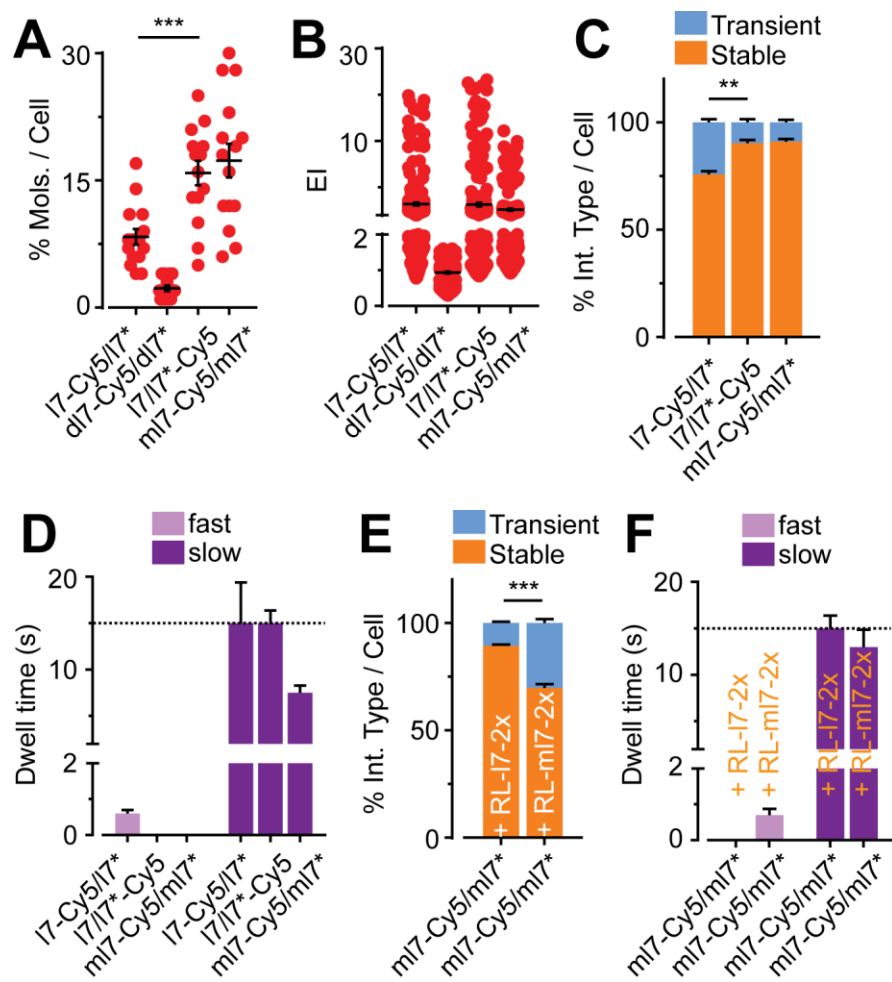 A
***
30
15
0
% Mols. / Cell
l7-Cy5/l7*
dl7-Cy5/dl7*
l7/l7*-Cy5
ml7-Cy5/ml7*
B
EI
10
2
1
0
l7-Cy5/l7*
dl7-Cy5/dl7*
l7/l7*-Cy5
ml7-Cy5/ml7*
C
Transient
Stable
**
100
50
0
% Int. Type / Cell
l7-Cy5/l7*
l7/l7*-Cy5
ml7-Cy5/ml7*
D
fast
slow
20
10
2
0
Dwell time (s)
l7-Cy5/l7*
l7/l7*-Cy5
ml7-Cy5/ml7*
l7-Cy5/l7*
l7/l7*-Cy5
ml7-Cy5/ml7*
E
Transient
Stable
***
100
50
0
% Int. Type / Cell
+ RL-l7-2x
+ RL-ml7-2x
ml7-Cy5/ml7*
ml7-Cy5/ml7*
F
fast
slow
20
10
2
0
Dwell time (s)
+ RL-l7-2x
+ RL-ml7-2x
+ RL-l7-2x
+ RL-ml7-2x
ml7-Cy5/ml7*
ml7-Cy5/ml7*
ml7-Cy5/ml7*
ml7-Cy5/ml7*